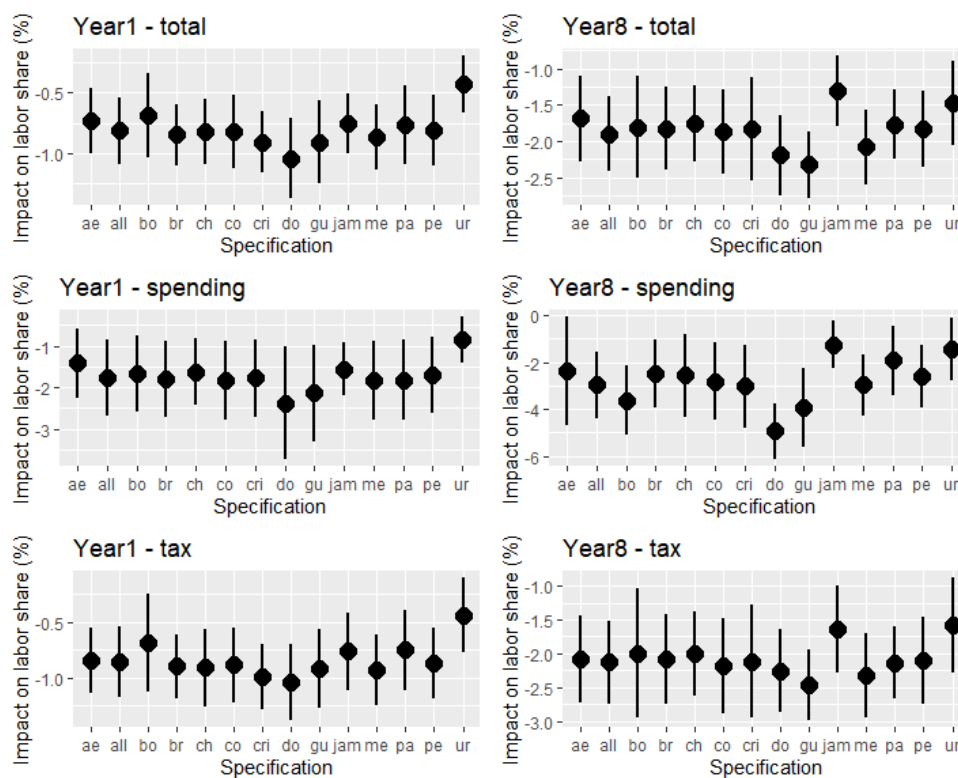 Year1 - total
Impact on labor share (%)
-0.5
-1.0
ae all bo br ch co cri do gu jam me pa pe ur
Specification
Year8 - total
Impact on labor share (%)
-1.0
-1.5
-2.0
-2.5
ae all bo br ch co cri do gu jam me pa pe ur
Specification
Year1 - spending
Impact on labor share (%)
-1
-2
-3
ae all bo br ch co cri do gu jam me pa pe ur
Specification
Year8 - spending
Impact on labor share (%)
0
-2
-4
-6
ae all bo br ch co cri do gu jam me pa pe ur
Specification
Year1 - tax
Impact on labor share (%)
-0.5
-1.0
ae all bo br ch co cri do gu jam me pa pe ur
Specification
Year8 - tax
Impact on labor share (%)
-1.0
-1.5
-2.0
-2.5
-3.0
ae all bo br ch co cri do gu jam me pa pe ur
Specification